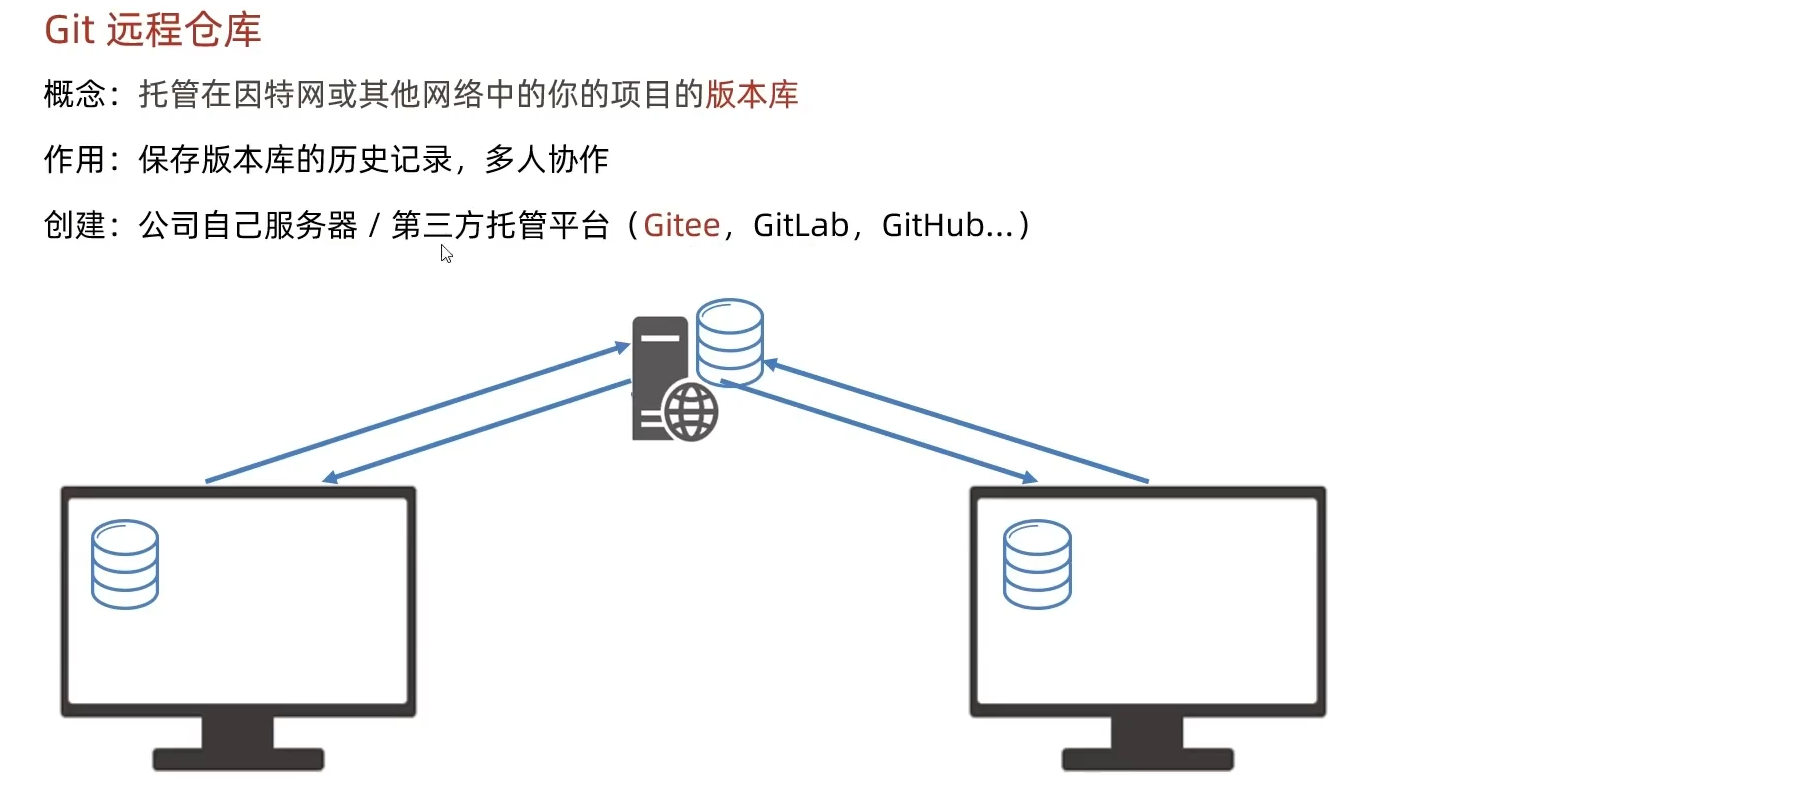 Git 远程仓库
概念：托管在因特网或其他网络中的你的项目的版本库
作用：保存版本库的历史记录，多人协作
创建：公司自己服务器 / 第三方托管平台（Gitee，GitLab，GitHub...）